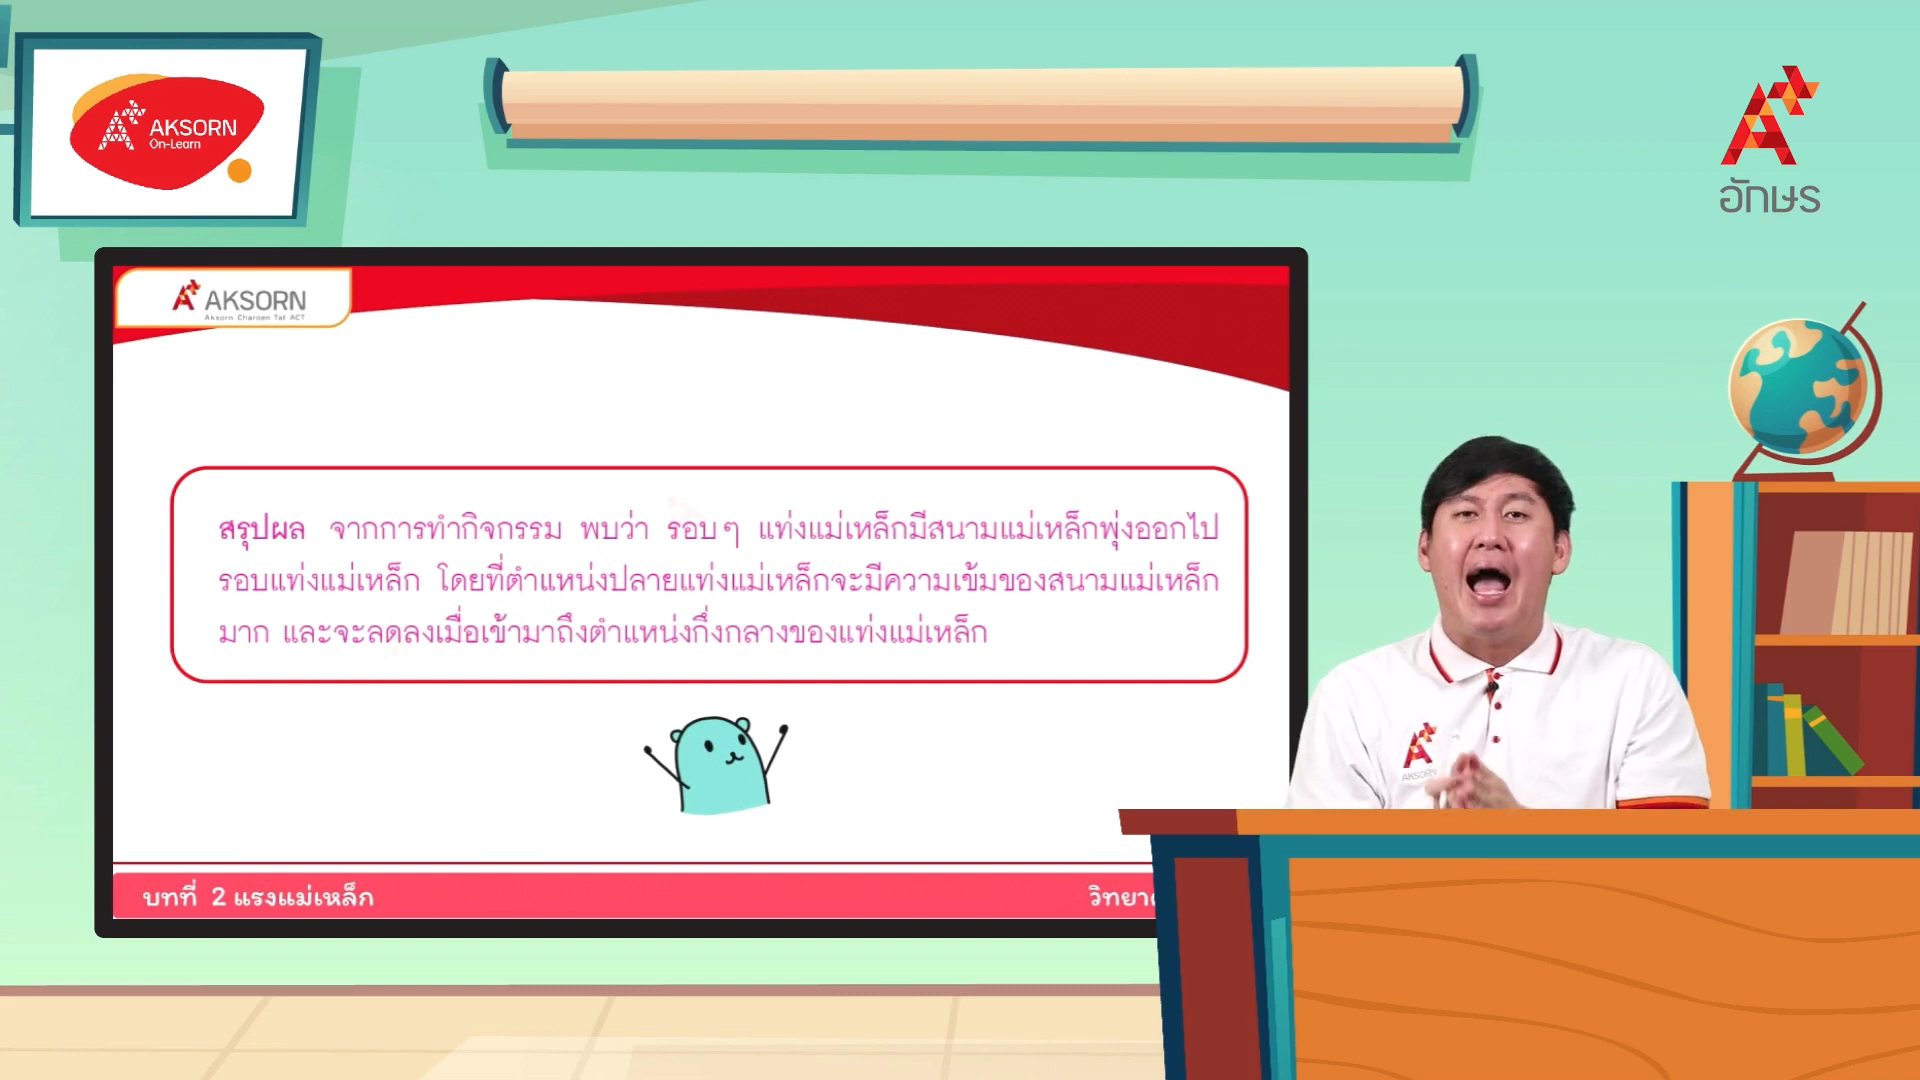 AKSORN
On-Learn
อักษร
AKSORN
Aksorn Charoen Tat ACT
สรุปผล จากการทำกิจกรรม พบว่า รอบๆ แท่งแม่เหล็กมีสนามแม่เหล็กพุ่งออกไป
รอบแท่งแม่เหล็ก โดยที่ตำแหน่งปลายแท่งแม่เหล็กจะมีความเข้มของสนามแม่เหล็ก
มาก และจะลดลงเมื่อเข้ามาถึงตำแหน่งกึ่งกลางของแท่งแม่เหล็ก
AKSORN
บทที่ 2 แรงแม่เหล็ก